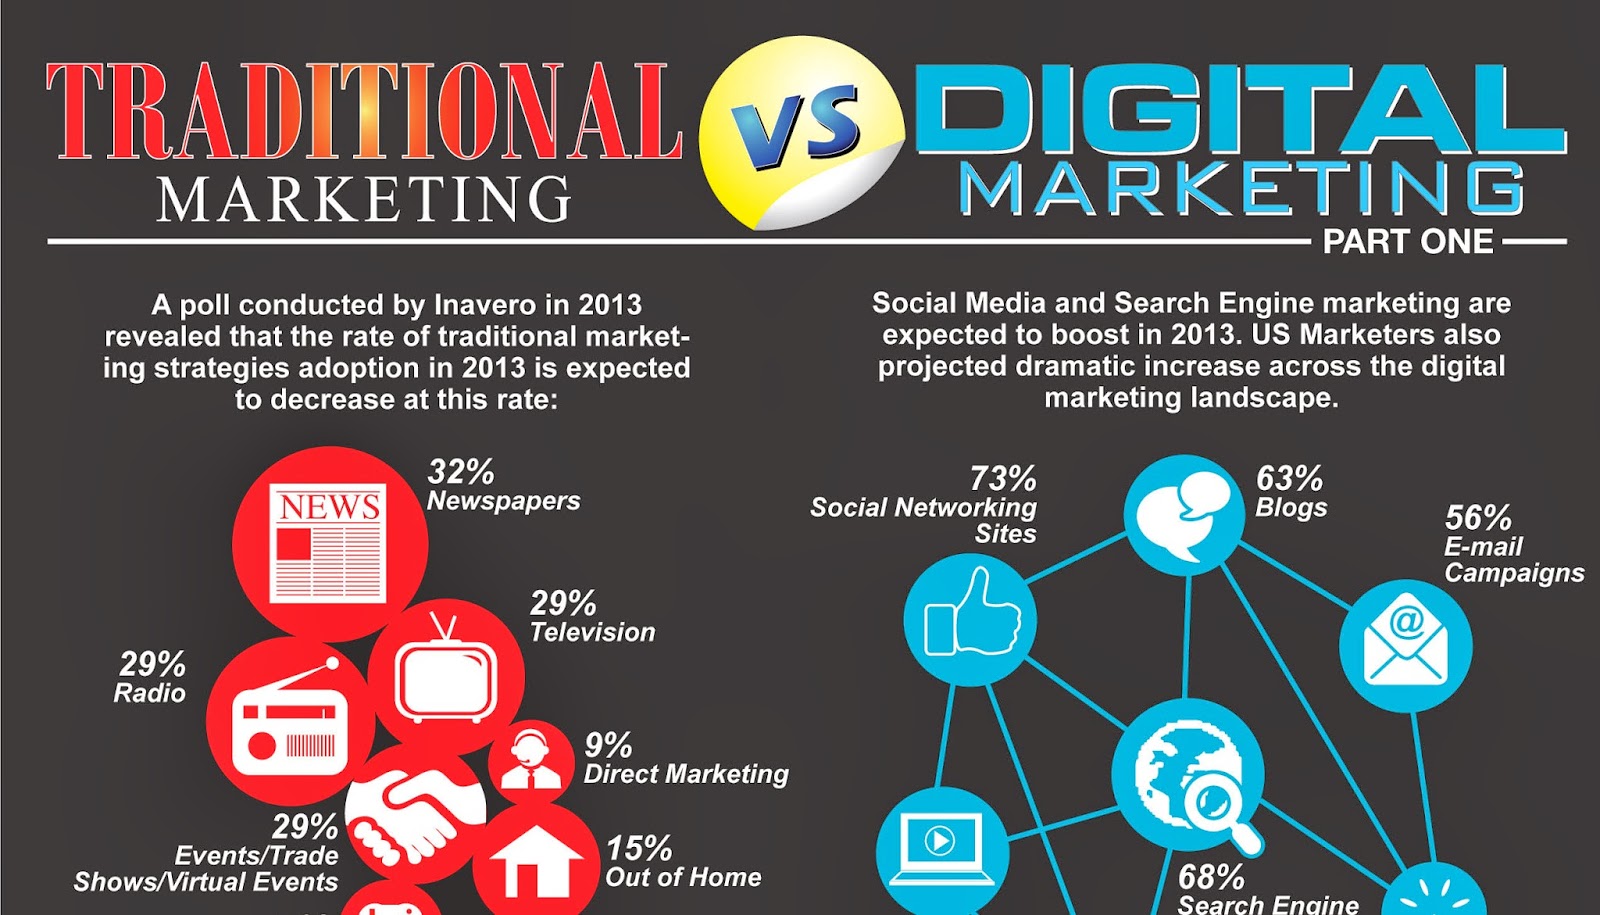 TRADITIONAL
MARKETING
VS
DIGITAL
MARKETING
PART ONE
A poll conducted by Inavero in 2013
revealed that the rate of traditional market-
ing strategies adoption in 2013 is expected
to decrease at this rate:
NEWS
32%
Newspapers
29%
Television
29%
Radio
9%
Direct Marketing
29%
Events/Trade
Shows/Virtual Events
15%
Out of Home
Social Media and Search Engine marketing are
expected to boost in 2013. US Marketers also
projected dramatic increase across the digital
marketing landscape.
73%
Social Networking
Sites
63%
Blogs
56%
E-mail
Campaigns
@
68%
Search Engine